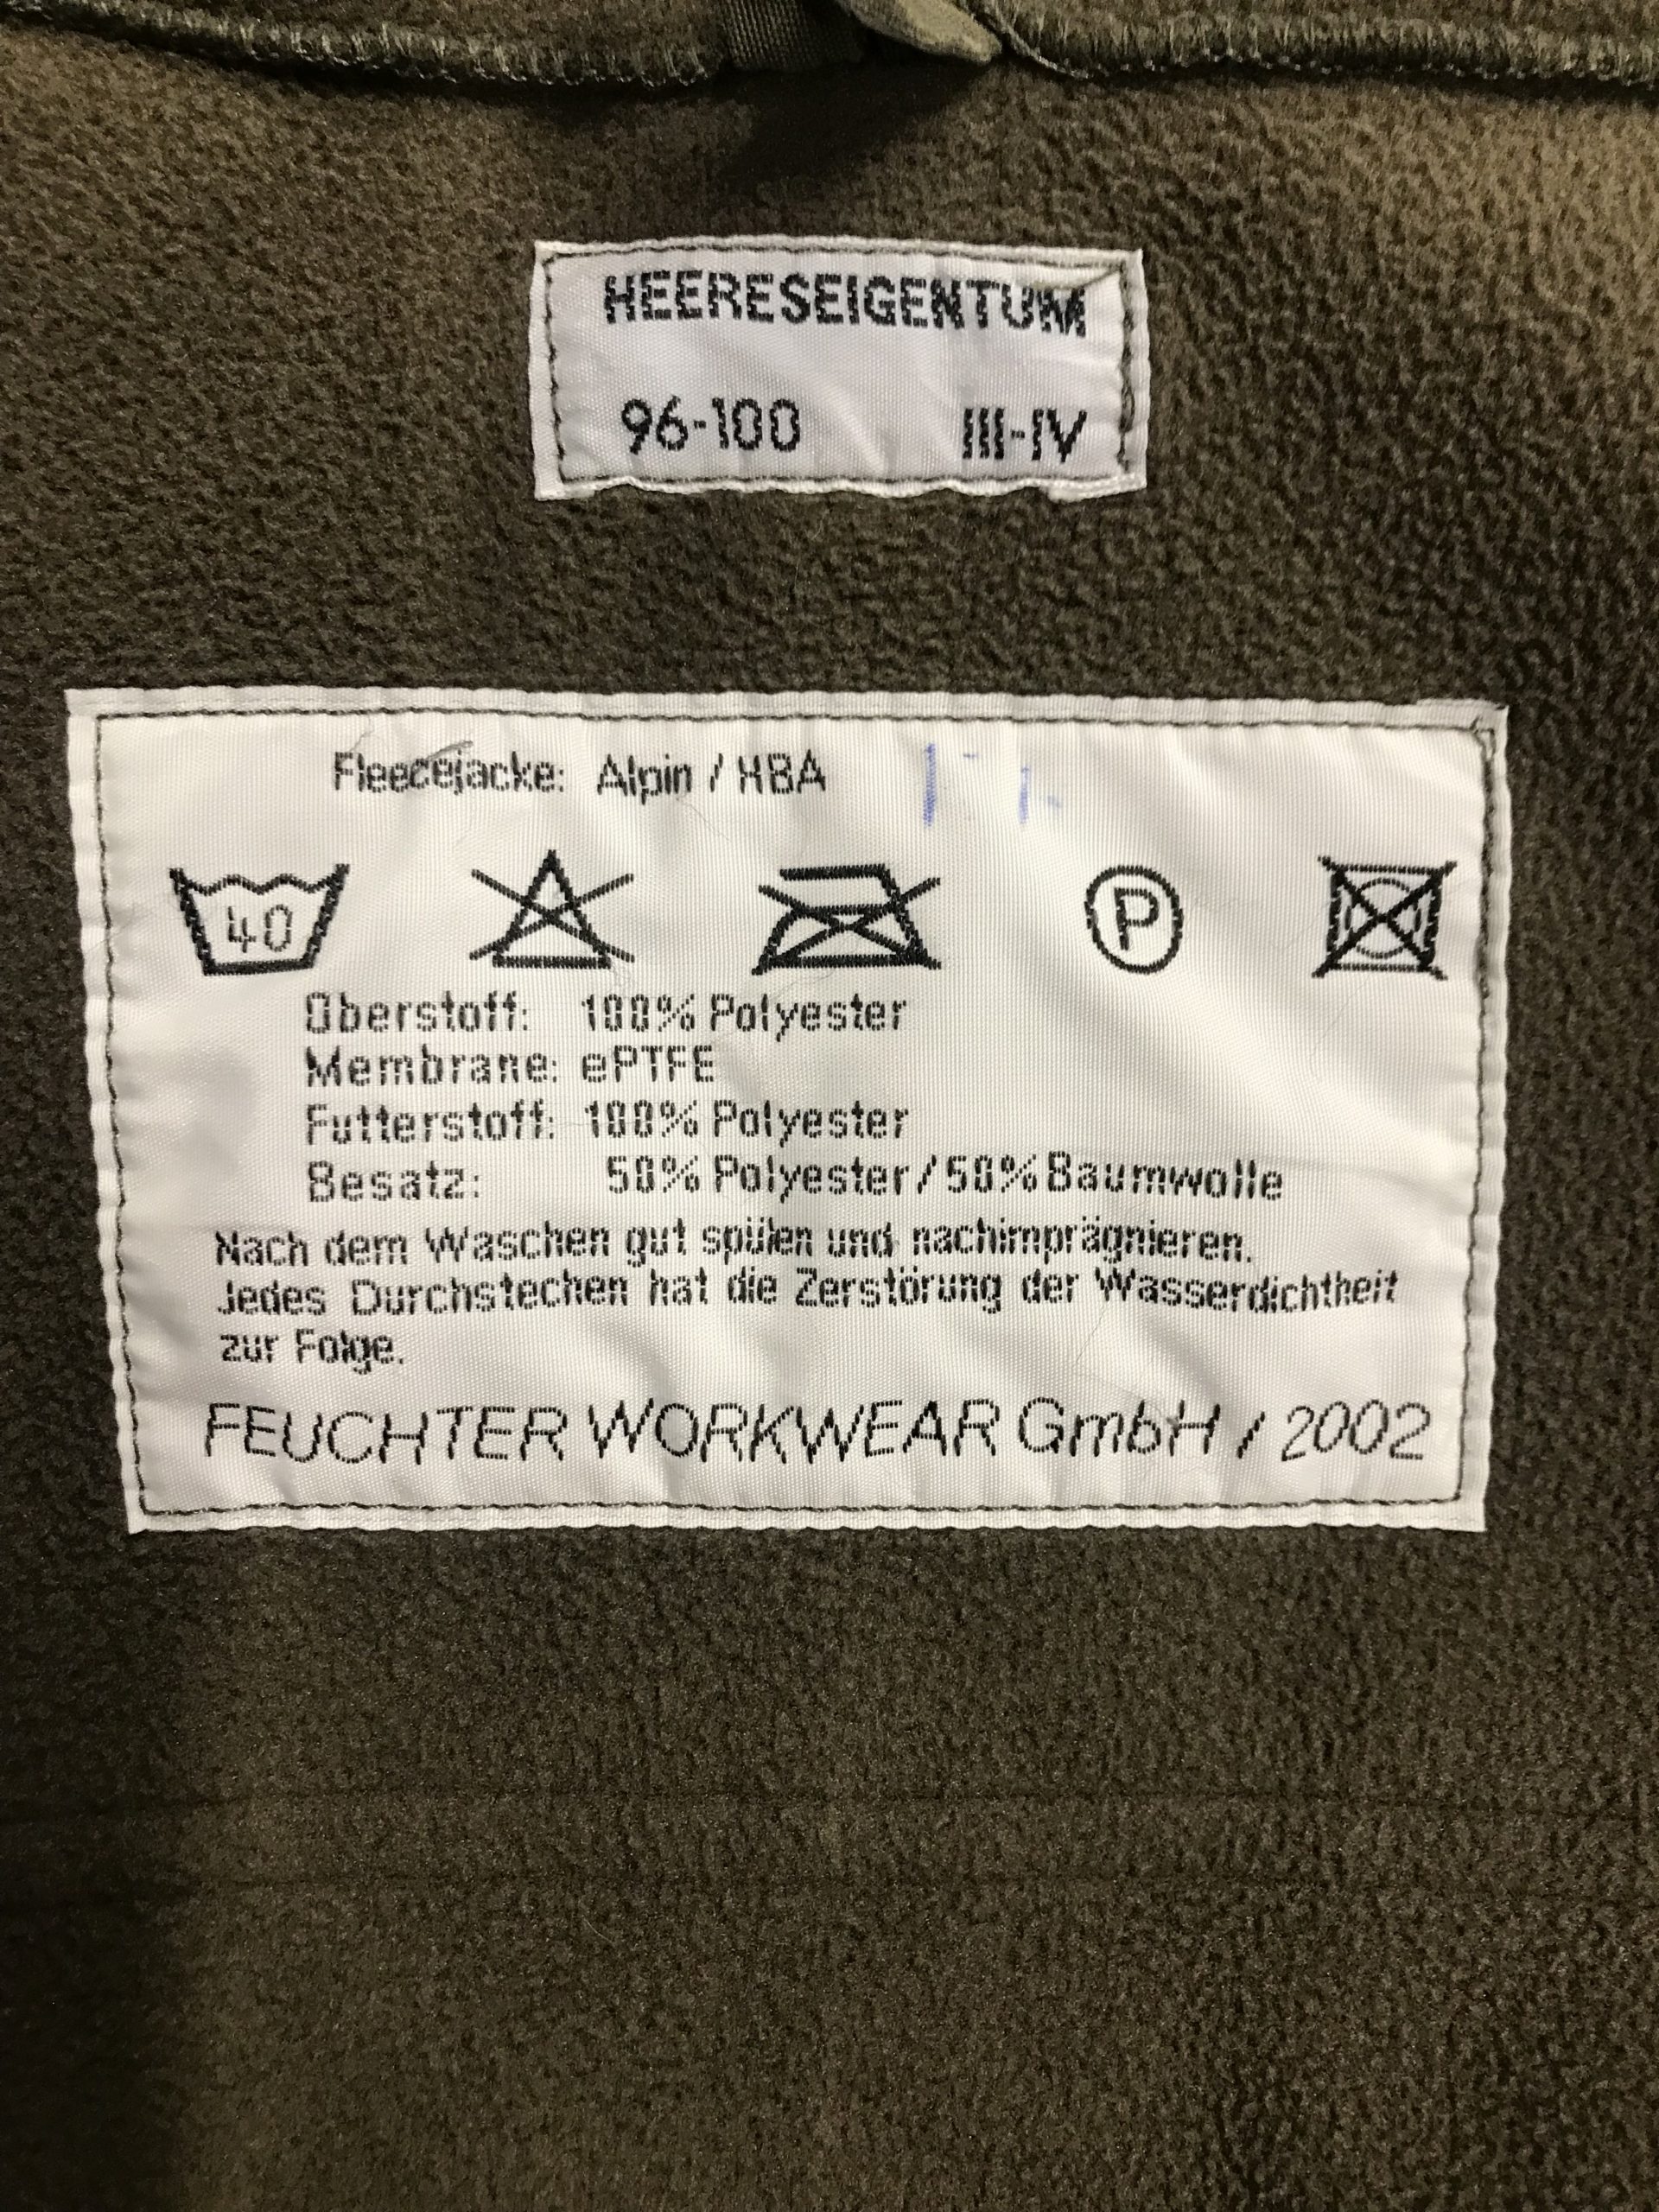 HEERESEIGENTUM
96-100 III-IV
Fleecejacke: Alpin / HBA
40
P
Oberstoff: 100% Polyester
Membrane: ePTFE
Futterstoff: 100% Polyester
Besatz: 50% Polyester / 50% Baumwolle
Nach dem Waschen gut spülen und nachimprägnieren.
Jedes Durchstechen hat die Zerstörung der Wasserdichtheit
zur Folge.
FEUCHTER WORKWEAR GmbH / 2002